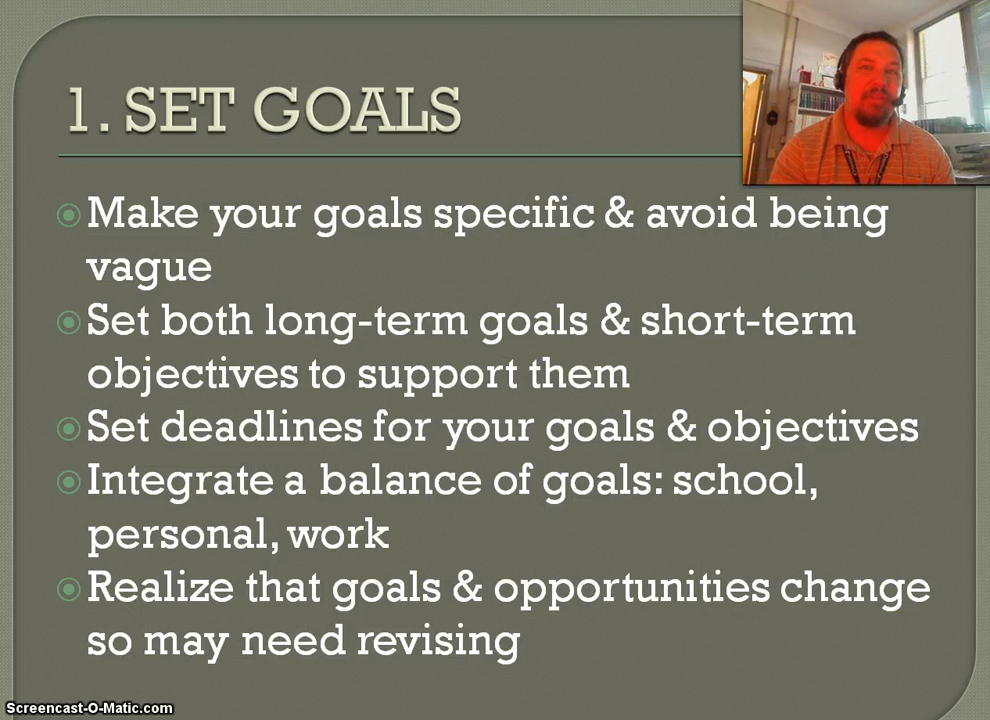 1. SET GOALS
Make your goals specific & avoid being
vague
Set both long-term goals & short-term
objectives to support them
Set deadlines for your goals & objectives
Integrate a balance of goals: school,
personal, work
Realize that goals & opportunities change
so may need revising
Screencast-O-Matic.com